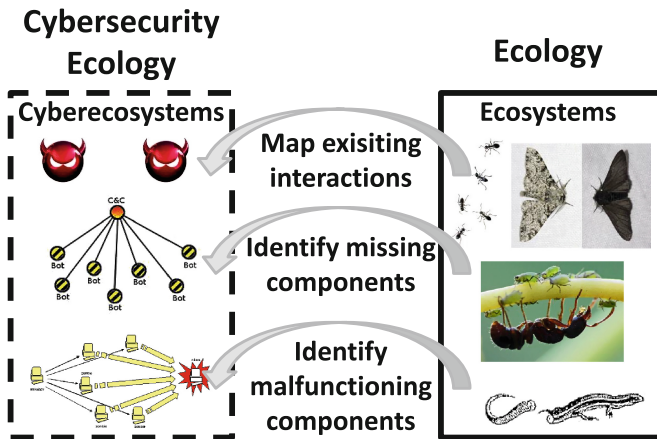 Cybersecurity
Ecology
Ecology
Cyberecosystems
Ecosystems
Map exisiting
interactions
C&C
Bot
Bot
Bot
Bot
Bot
Bot
Bot
Identify missing
components
Identify
malfunctioning
components